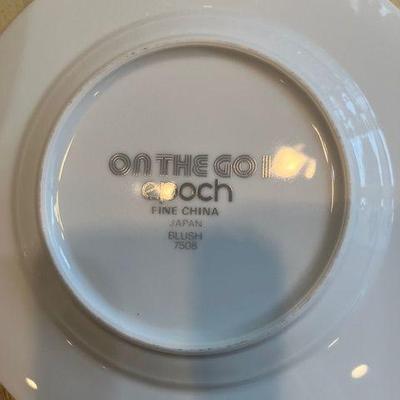 ON THE GO I
epoch
FINE CHINA
JAPAN
BLUSH
7508